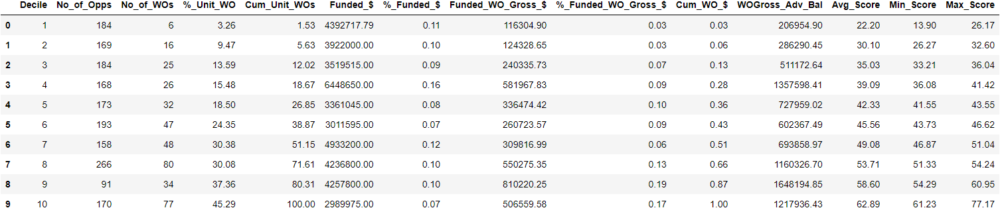 Decile No_of_Opps No_of_WOs %_Unit_WO Cum_Unit_WOs Funded_$ %_Funded_$ Funded_WO_Gross_$ %_Funded_WO_Gross_$ Cum_WO_$ WOGross_Adv_Bal Avg_Score Min_Score Max_Score
0 1 184 6 3.26 1.53 4392717.79 0.11 116304.90 0.03 0.03 206954.90 22.20 13.90 26.17
1 2 169 16 9.47 5.63 3922000.00 0.10 124328.65 0.03 0.06 286290.45 30.10 26.27 32.60
2 3 184 25 13.59 12.02 3519515.00 0.09 240335.73 0.07 0.13 511172.64 35.03 33.21 36.04
3 4 168 26 15.48 18.67 6448650.00 0.16 581967.83 0.09 0.28 1357598.41 39.09 36.08 41.42
4 5 173 32 18.50 26.85 3361045.00 0.08 336474.42 0.10 0.36 727959.02 42.33 41.55 43.55
5 6 193 47 24.35 38.87 3011595.00 0.07 260723.57 0.09 0.43 602367.49 45.56 43.73 46.62
6 7 158 48 30.38 51.15 4933200.00 0.12 309816.99 0.06 0.51 693858.97 49.08 46.87 51.04
7 8 266 80 30.08 71.61 4236800.00 0.10 550275.35 0.13 0.66 1160326.70 53.71 51.33 54.24
8 9 91 34 37.36 80.31 4257800.00 0.10 810220.25 0.19 0.87 1648194.85 58.60 54.29 60.95
9 10 170 77 45.29 100.00 2989975.00 0.07 506559.58 0.17 1.00 1217936.43 62.89 61.23 77.17